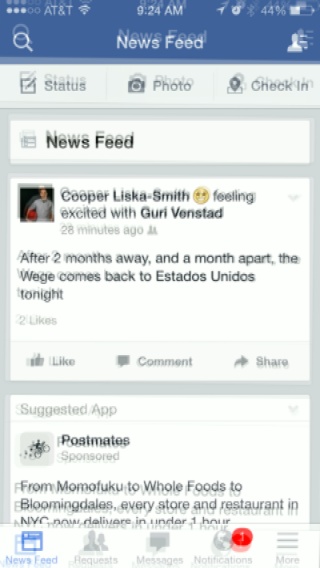 AT&T 9:24 AM 44%
News Feed
Status Photo Check In
News Feed
Cooper Liska-Smith 😁 feeling
excited with Guri Venstad
28 minutes ago
After 2 months away, and a month apart, the
Wege comes back to Estados Unidos
tonight
2 Likes
Like Comment Share
Suggested App
Postmates
Sponsored
From Momofuku to Whole Foods to
Bloomingdales, every store and restaurant in
NYC now delivers in under 1 hour
News Feed Requests Messages Notifications More
1